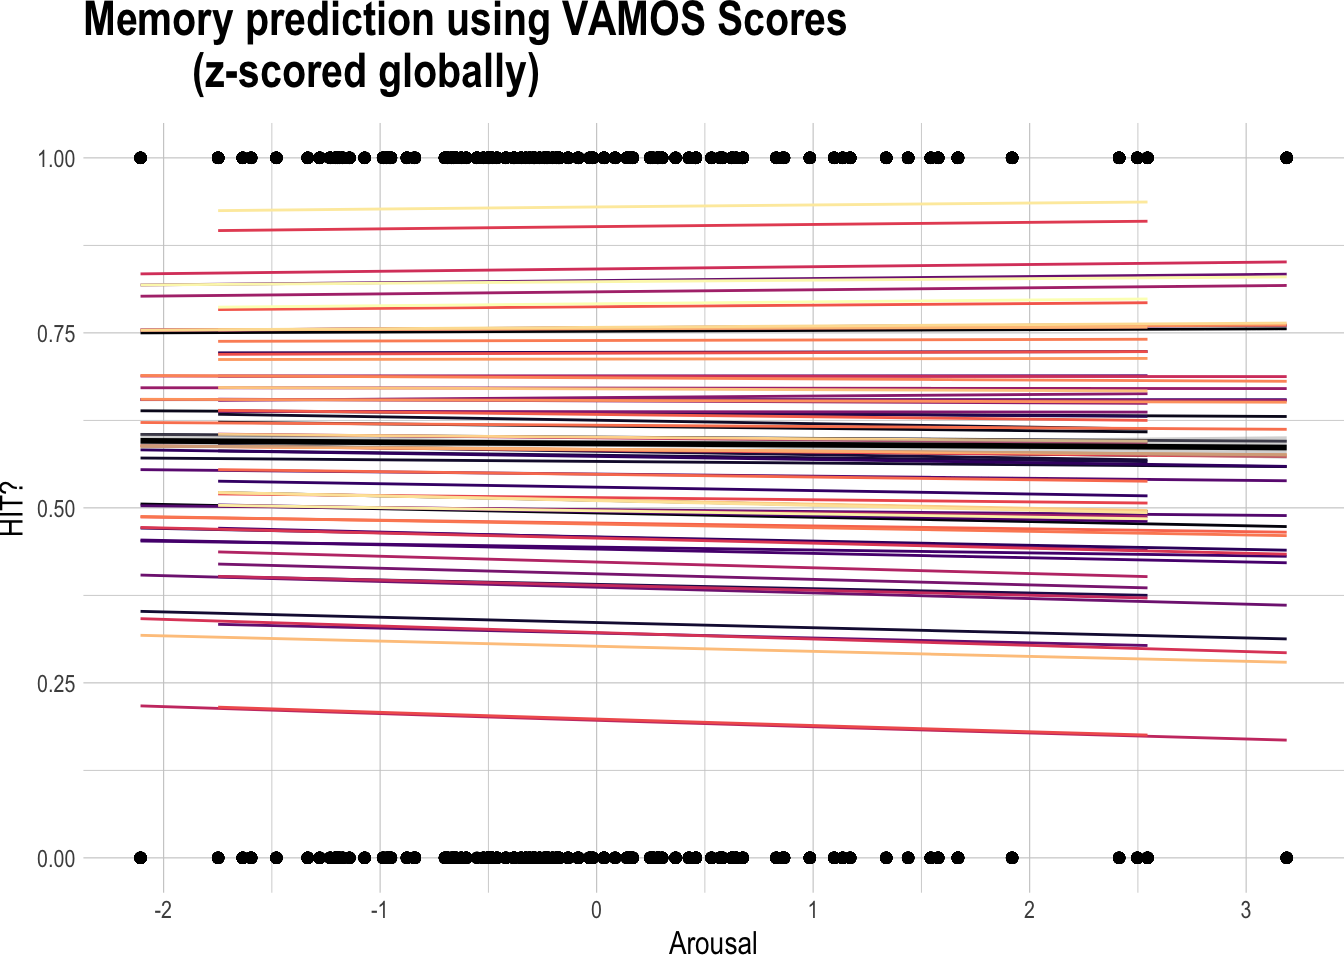 Memory prediction using VAMOS Scores
(z-scored globally)
1.00
0.75
0.50
0.25
0.00
HIT?
-2
-1
0
1
2
3
Arousal